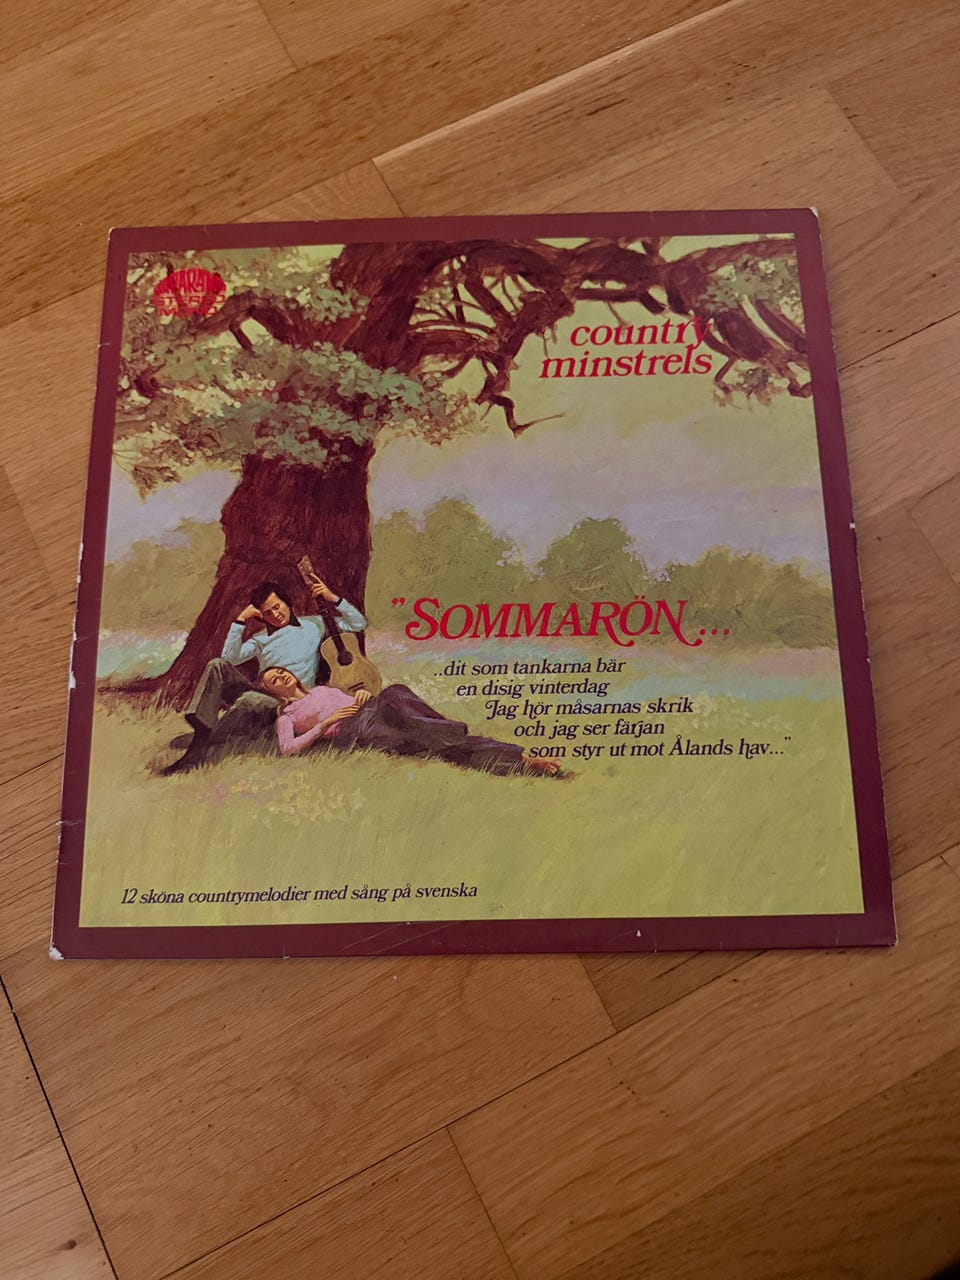 STEREO
MONO
country
minstrels
"SOMMARÖN...
..dit som tankarna bär
en disig vinterdag
Jag hör måsarnas skrik
och jag ser färjan
som styr ut mot Ålands hav..."
12 sköna countrymelodier med sång på svenska